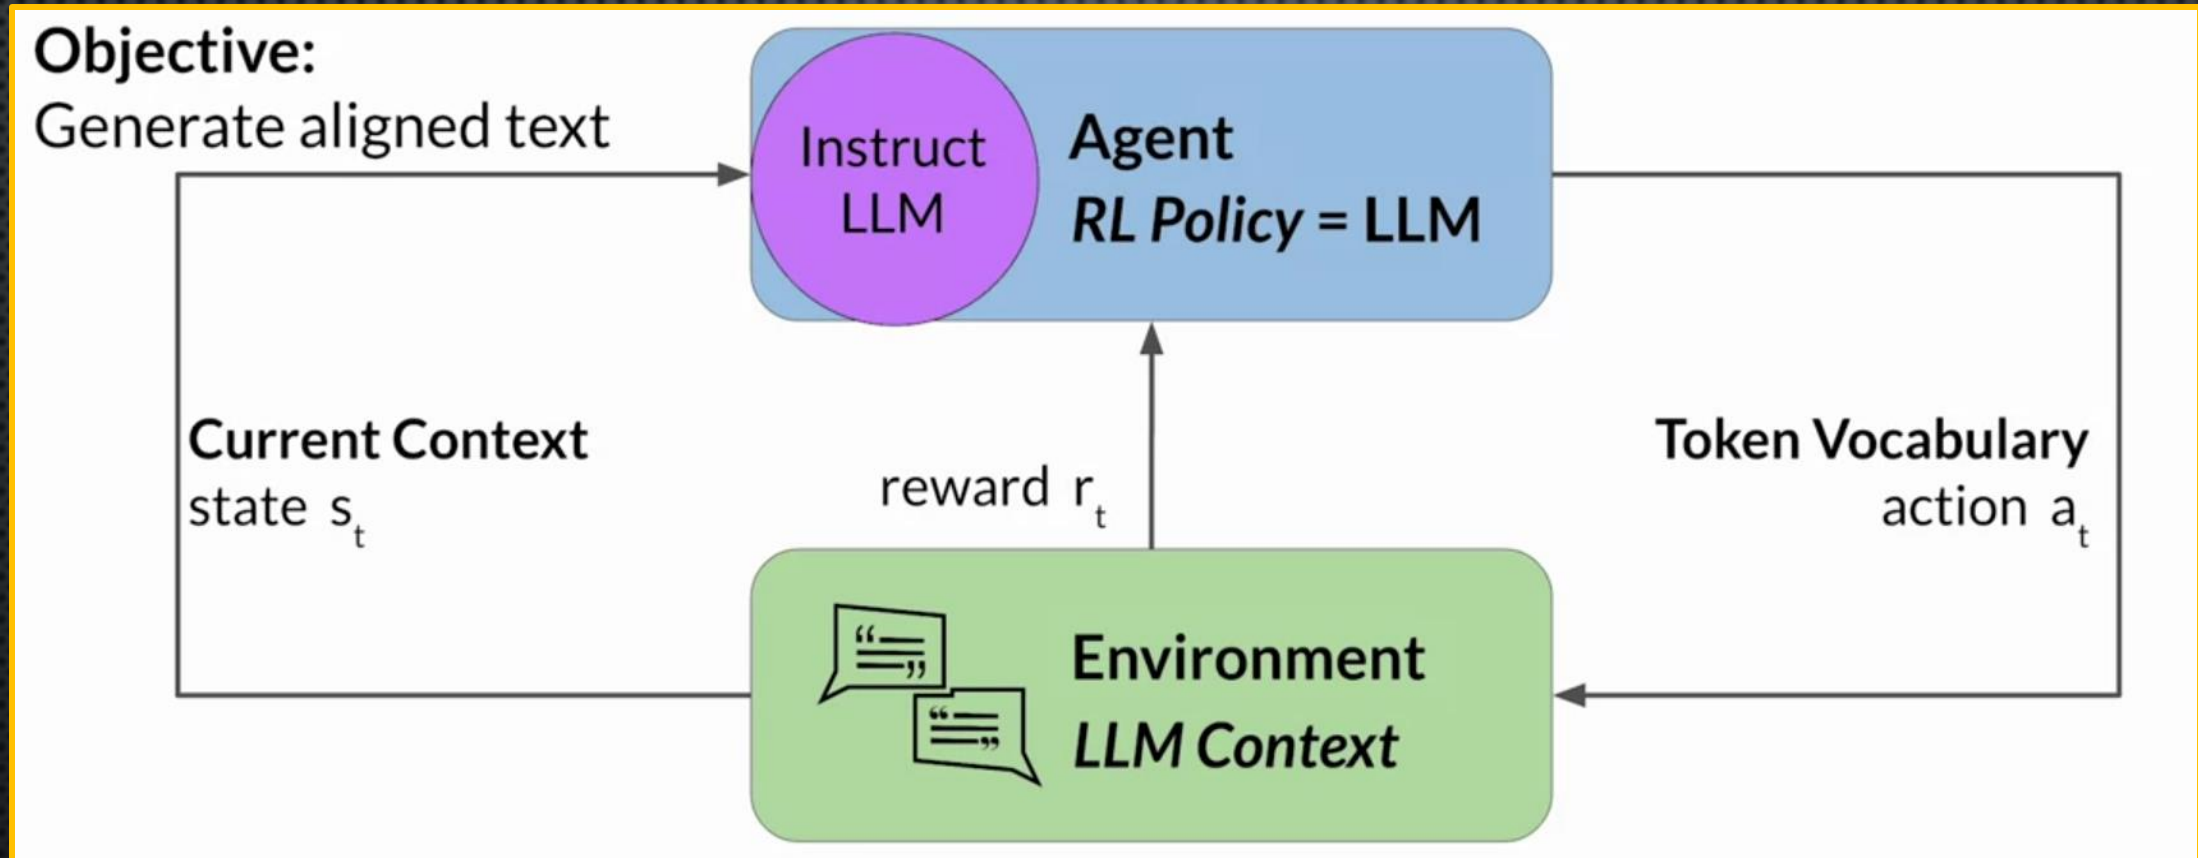 Objective:
Generate aligned text
Instruct
LLM
Agent
RL Policy = LLM
Current Context
state s_t
reward r_t
Token Vocabulary
action a_t
Environment
LLM Context